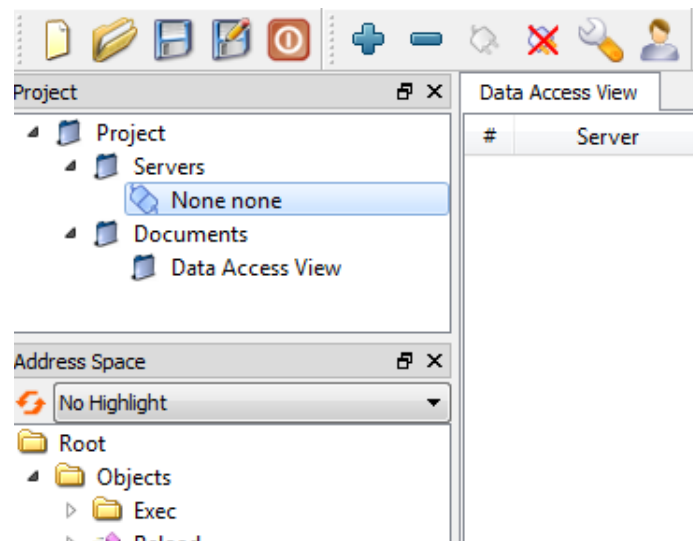 Project
Data Access View
Project
# Server
Servers
None none
Documents
Data Access View
Address Space
No Highlight
Root
Objects
Exec